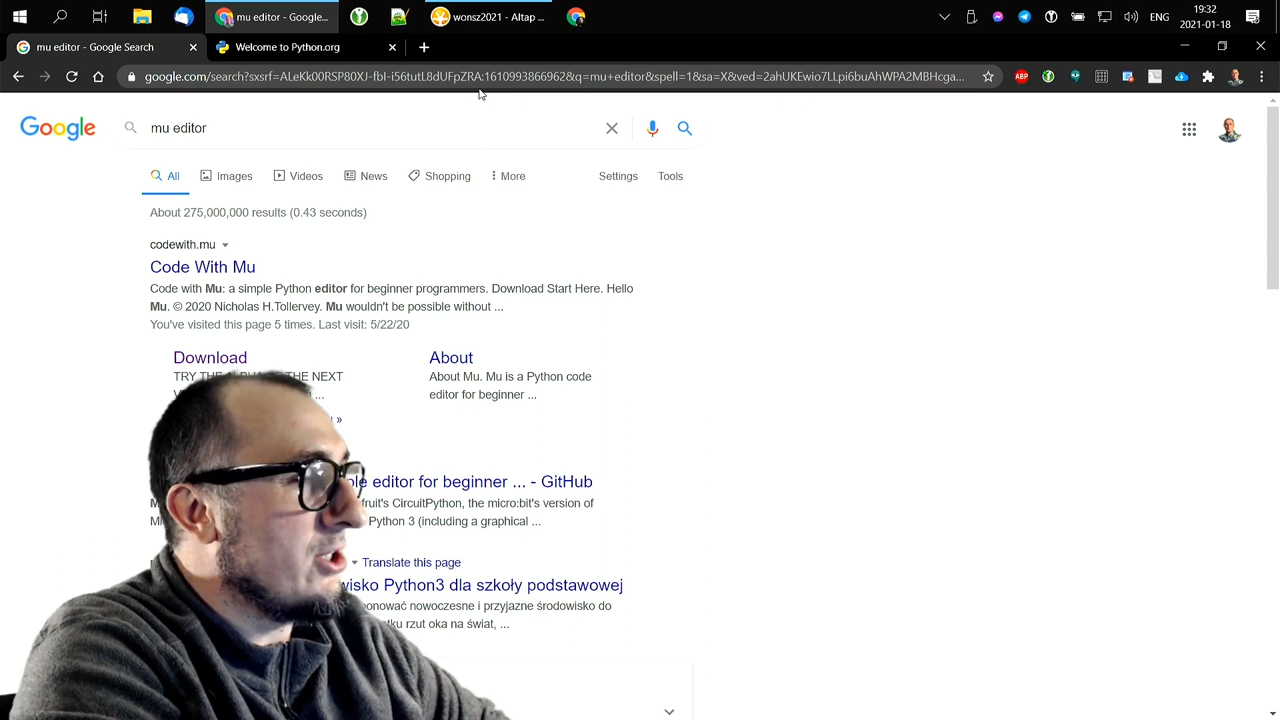 mu editor - Google...
wonsz2021 - Altap ...
ENG
19:32
2021-01-18
mu editor - Google Search
Welcome to Python.org
google.com/search?sxsrf=ALeKk00RSP80XJ-fbI-i56tutL8dUFpZRA:1610993866962&q=mu+editor&spell=1&sa=X&ved=2ahUKEwio7LLpi6buAhWPA2MBHcga...
ABP
Google
mu editor
All
Images
Videos
News
Shopping
More
Settings
Tools
About 275,000,000 results (0.43 seconds)
codewith.mu
Code With Mu
Code with Mu: a simple Python editor for beginner programmers. Download Start Here. Hello
Mu. © 2020 Nicholas H.Tollervey. Mu wouldn't be possible without ...
You've visited this page 5 times. Last visit: 5/22/20
Download
About
TRY THE THE NEXT
About Mu. Mu is a Python code
editor for beginner ...
»
editor for beginner ... - GitHub
CircuitPython, the micro:bit's version of
Python 3 (including a graphical ...
Translate this page
Python3 dla szkoły podstawowej
nowoczesne i przyjazne środowisko do
rzut oka na świat, ...